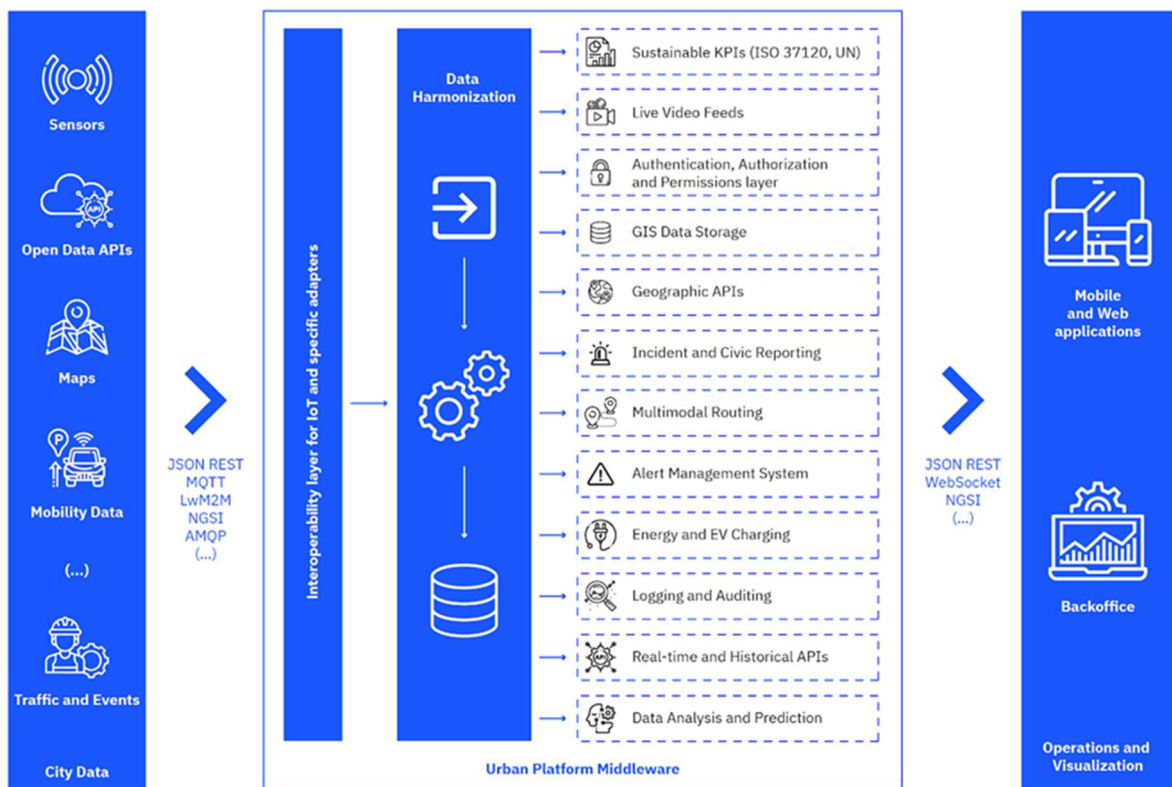 Sensors
Open Data APIs
Maps
P
Mobility Data
(...)
Traffic and Events
City Data
JSON REST
MQTT
LwM2M
NGSI
AMQP
(...)
Interoperability layer for IoT and specific adapters
Data
Harmonization
Sustainable KPIs (ISO 37120, UN)
Live Video Feeds
Authentication, Authorization
and Permissions layer
GIS Data Storage
Geographic APIs
Incident and Civic Reporting
Multimodal Routing
Alert Management System
Energy and EV Charging
Logging and Auditing
API
Real-time and Historical APIs
Data Analysis and Prediction
Urban Platform Middleware
JSON REST
WebSocket
NGSI
(...)
Mobile
and Web
applications
Backoffice
Operations and
Visualization
API